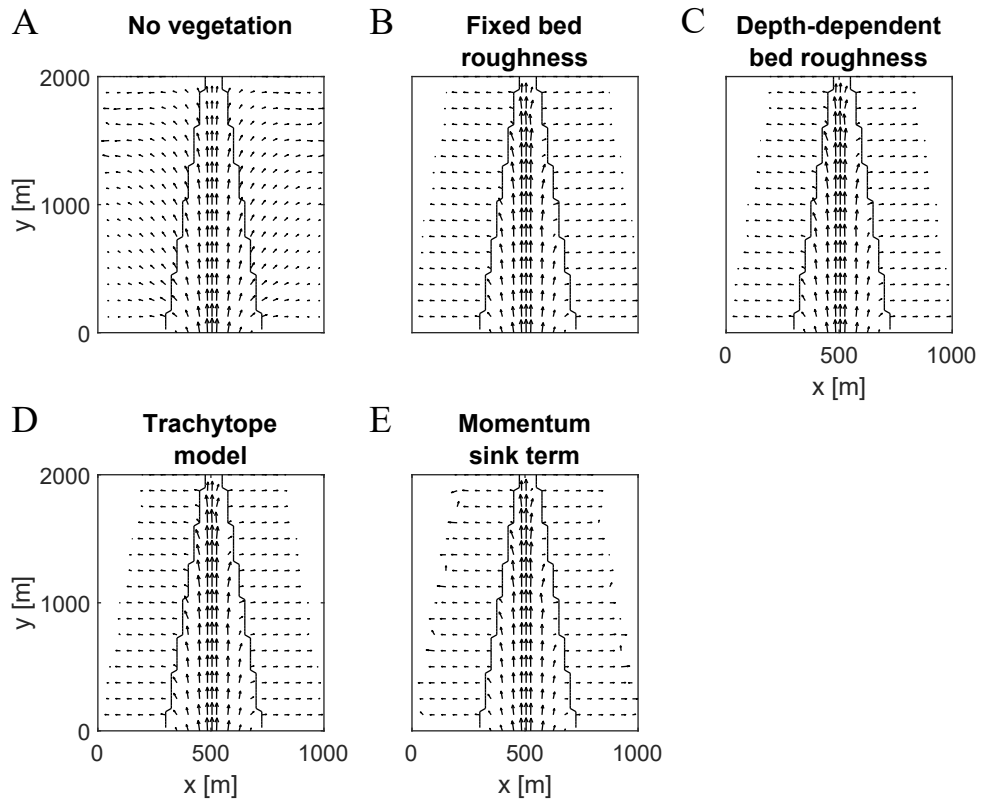 A No vegetation
B Fixed bed
roughness
C Depth-dependent
bed roughness
2000
1000
0
y [m]
0 500 1000
x [m]
D Trachytope
model
E Momentum
sink term
2000
1000
0
y [m]
0 500 1000
x [m]
0 500 1000
x [m]